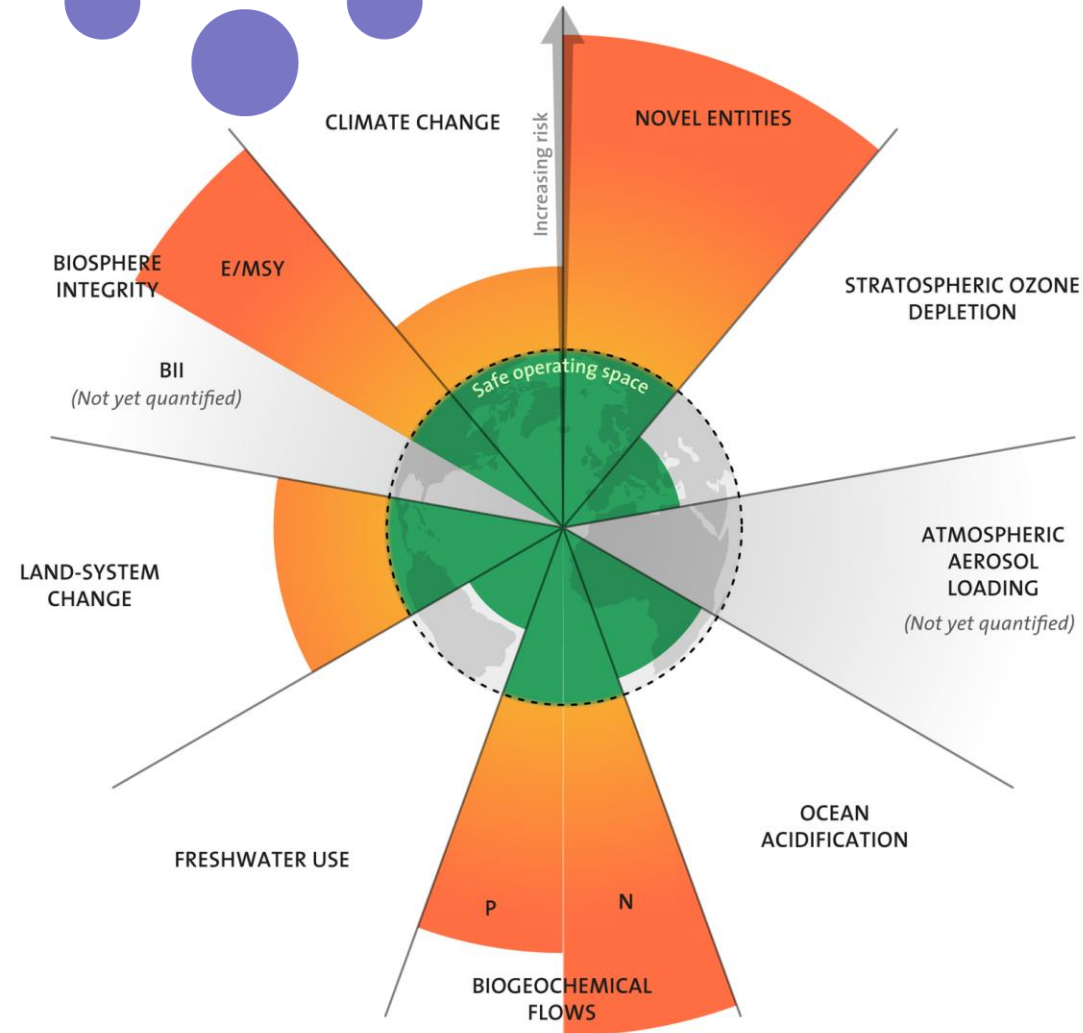 CLIMATE CHANGE
NOVEL ENTITIES
Increasing risk
BIOSPHERE
INTEGRITY
E/MSY
STRATOSPHERIC OZONE
DEPLETION
BII
(Not yet quantified)
Safe operating space
ATMOSPHERIC
AEROSOL
LOADING
(Not yet quantified)
LAND-SYSTEM
CHANGE
OCEAN
ACIDIFICATION
FRESHWATER USE
P
N
BIOGEOCHEMICAL
FLOWS